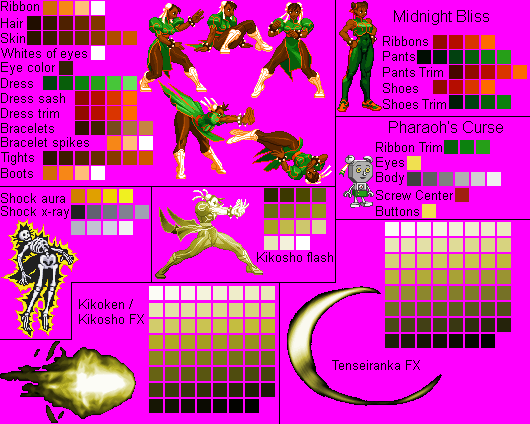 Ribbon
Hair
Skin
Whites of eyes
Eye color
Dress
Dress sash
Dress trim
Bracelets
Bracelet spikes
Tights
Boots
Midnight Bliss
Ribbons
Pants
Pants Trim
Shoes
Shoes Trim
Pharaoh's Curse
Ribbon Trim
Eyes
Body
Screw Center
Buttons
Shock aura
Shock x-ray
Kikosho flash
Kikoken /
Kikosho FX
Tenseiranka FX